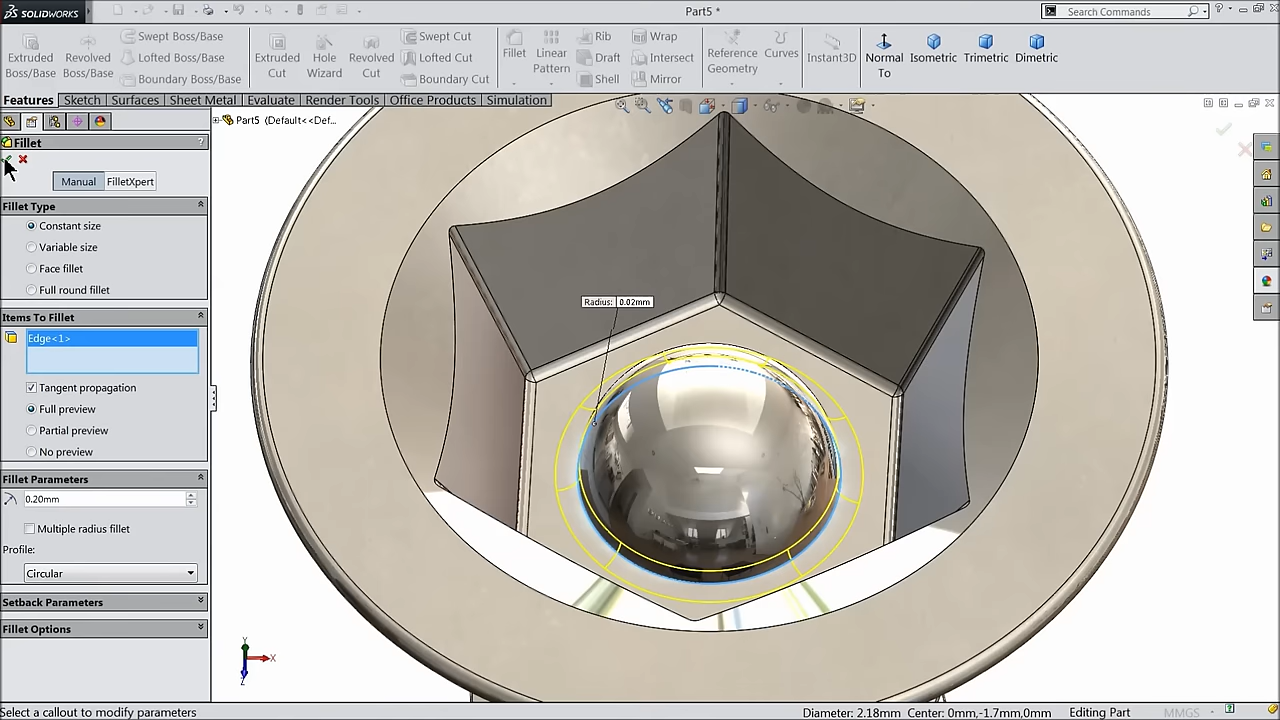 SOLIDWORKS
Part5 *
Search Commands
Extruded Boss/Base
Revolved Boss/Base
Swept Boss/Base
Lofted Boss/Base
Boundary Boss/Base
Extruded Cut
Hole Wizard
Revolved Cut
Swept Cut
Lofted Cut
Boundary Cut
Fillet
Linear Pattern
Rib
Draft
Shell
Wrap
Intersect
Mirror
Reference Geometry
Curves
Instant3D
Normal To
Isometric
Trimetric
Dimetric
Features
Sketch
Surfaces
Sheet Metal
Evaluate
Render Tools
Office Products
Simulation
Part5 (Default<<Def...
Fillet
?
Manual
FilletXpert
Fillet Type
Constant size
Variable size
Face fillet
Full round fillet
Items To Fillet
Edge<1>
Tangent propagation
Full preview
Partial preview
No preview
Fillet Parameters
0.20mm
Multiple radius fillet
Profile:
Circular
Setback Parameters
Fillet Options
Radius: 0.02mm
Y
X
Z
Select a callout to modify parameters
Diameter: 2.18mm Center: 0mm,-1.7mm,0mm
Editing Part
MMGS